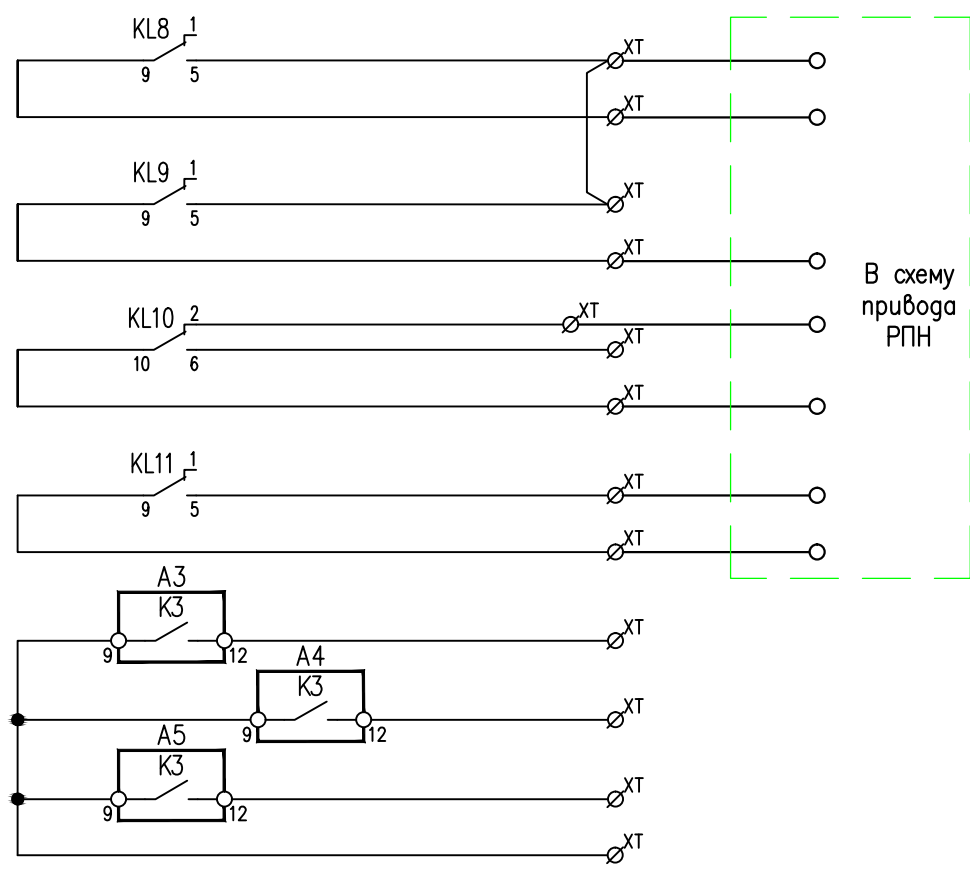 KL8 1
XT
9 5
XT
KL9 1
XT
9 5
XT
В схему
привода
РПН
KL10 2
XT
XT
10 6
XT
KL11 1
XT
9 5
XT
A3
K3
XT
9 12
A4
K3
XT
9 12
A5
K3
XT
9 12
XT